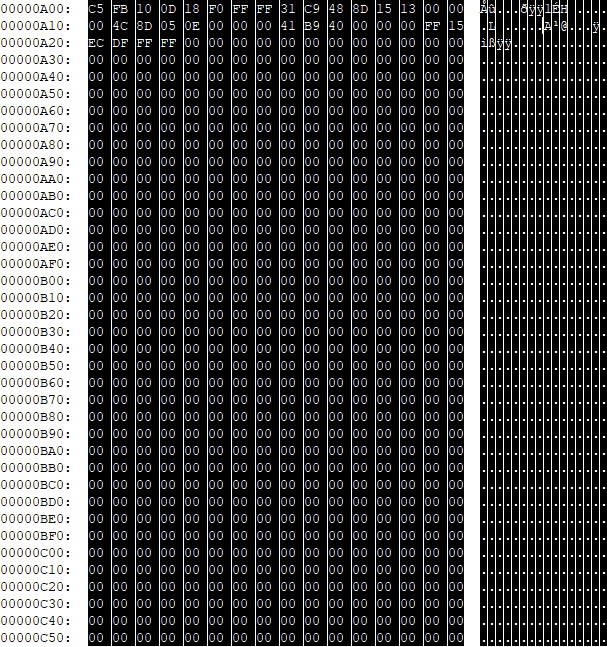 00000A00: C5 FB 10 0D 18 F0 FF FF 31 C9 48 8D 15 13 00 00 Åû...ðÿÿ1ÉH.....
00000A10: 00 4C 8D 05 0E 00 00 00 41 B9 40 00 00 00 FF 15 .L......A¹@...ÿ.
00000A20: EC DF FF FF 00 00 00 00 00 00 00 00 00 00 00 00 ìßÿÿ............
00000A30: 00 00 00 00 00 00 00 00 00 00 00 00 00 00 00 00 ................
00000A40: 00 00 00 00 00 00 00 00 00 00 00 00 00 00 00 00 ................
00000A50: 00 00 00 00 00 00 00 00 00 00 00 00 00 00 00 00 ................
00000A60: 00 00 00 00 00 00 00 00 00 00 00 00 00 00 00 00 ................
00000A70: 00 00 00 00 00 00 00 00 00 00 00 00 00 00 00 00 ................
00000A80: 00 00 00 00 00 00 00 00 00 00 00 00 00 00 00 00 ................
00000A90: 00 00 00 00 00 00 00 00 00 00 00 00 00 00 00 00 ................
00000AA0: 00 00 00 00 00 00 00 00 00 00 00 00 00 00 00 00 ................
00000AB0: 00 00 00 00 00 00 00 00 00 00 00 00 00 00 00 00 ................
00000AC0: 00 00 00 00 00 00 00 00 00 00 00 00 00 00 00 00 ................
00000AD0: 00 00 00 00 00 00 00 00 00 00 00 00 00 00 00 00 ................
00000AE0: 00 00 00 00 00 00 00 00 00 00 00 00 00 00 00 00 ................
00000AF0: 00 00 00 00 00 00 00 00 00 00 00 00 00 00 00 00 ................
00000B00: 00 00 00 00 00 00 00 00 00 00 00 00 00 00 00 00 ................
00000B10: 00 00 00 00 00 00 00 00 00 00 00 00 00 00 00 00 ................
00000B20: 00 00 00 00 00 00 00 00 00 00 00 00 00 00 00 00 ................
00000B30: 00 00 00 00 00 00 00 00 00 00 00 00 00 00 00 00 ................
00000B40: 00 00 00 00 00 00 00 00 00 00 00 00 00 00 00 00 ................
00000B50: 00 00 00 00 00 00 00 00 00 00 00 00 00 00 00 00 ................
00000B60: 00 00 00 00 00 00 00 00 00 00 00 00 00 00 00 00 ................
00000B70: 00 00 00 00 00 00 00 00 00 00 00 00 00 00 00 00 ................
00000B80: 00 00 00 00 00 00 00 00 00 00 00 00 00 00 00 00 ................
00000B90: 00 00 00 00 00 00 00 00 00 00 00 00 00 00 00 00 ................
00000BA0: 00 00 00 00 00 00 00 00 00 00 00 00 00 00 00 00 ................
00000BB0: 00 00 00 00 00 00 00 00 00 00 00 00 00 00 00 00 ................
00000BC0: 00 00 00 00 00 00 00 00 00 00 00 00 00 00 00 00 ................
00000BD0: 00 00 00 00 00 00 00 00 00 00 00 00 00 00 00 00 ................
00000BE0: 00 00 00 00 00 00 00 00 00 00 00 00 00 00 00 00 ................
00000BF0: 00 00 00 00 00 00 00 00 00 00 00 00 00 00 00 00 ................
00000C00: 00 00 00 00 00 00 00 00 00 00 00 00 00 00 00 00 ................
00000C10: 00 00 00 00 00 00 00 00 00 00 00 00 00 00 00 00 ................
00000C20: 00 00 00 00 00 00 00 00 00 00 00 00 00 00 00 00 ................
00000C30: 00 00 00 00 00 00 00 00 00 00 00 00 00 00 00 00 ................
00000C40: 00 00 00 00 00 00 00 00 00 00 00 00 00 00 00 00 ................
00000C50: 00 00 00 00 00 00 00 00 00 00 00 00 00 00 00 00 ................